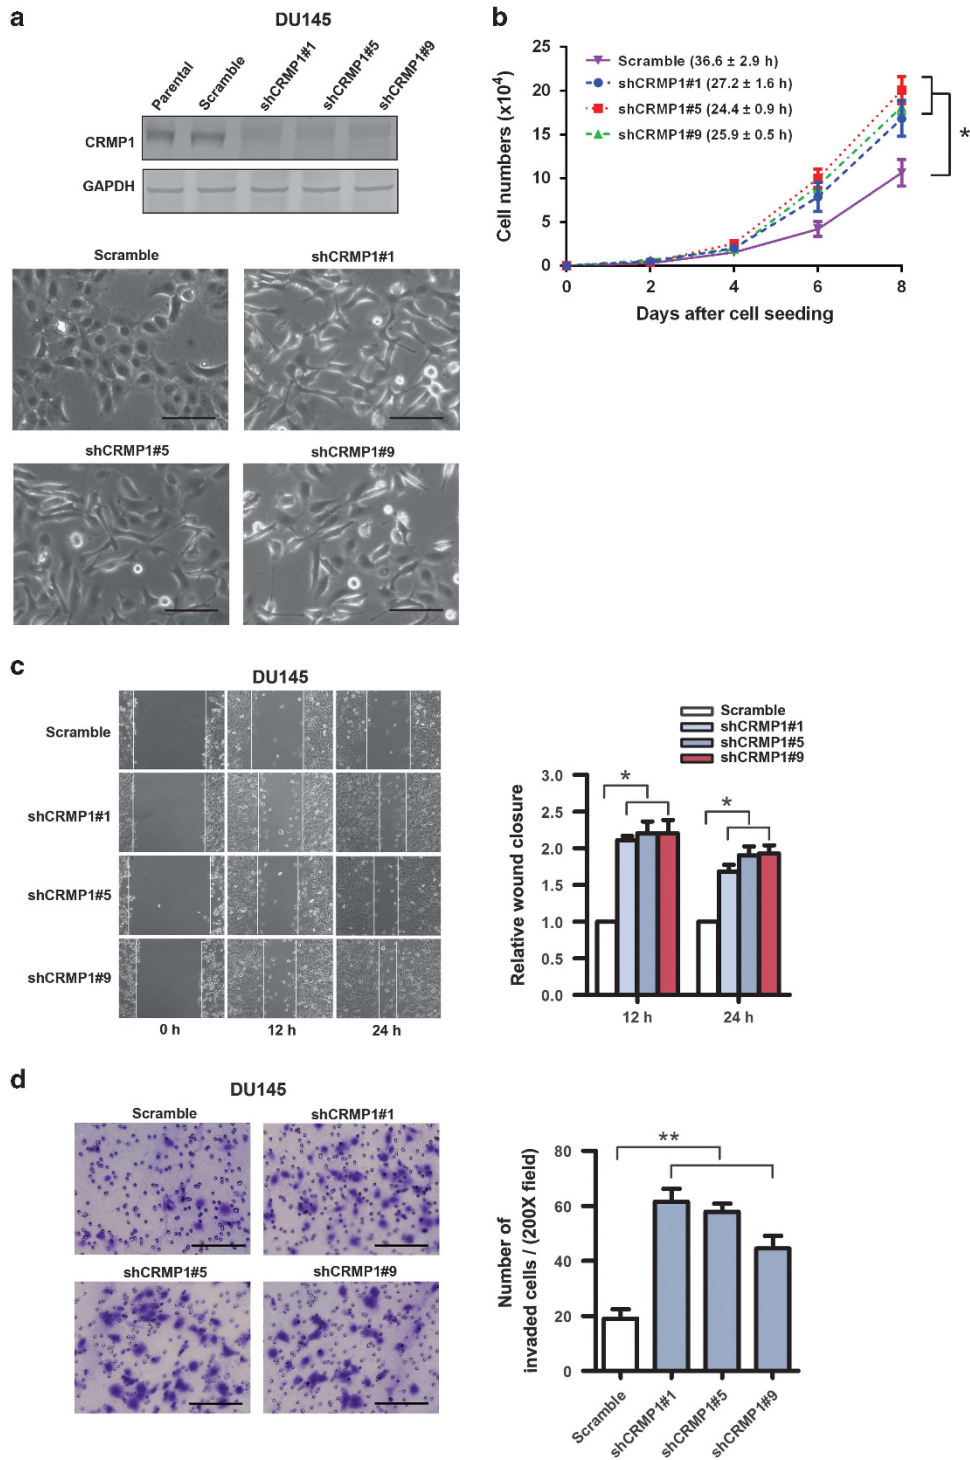 a
DU145
Parental
Scramble
shCRMP1#1
shCRMP1#5
shCRMP1#9
CRMP1
GAPDH
Scramble
shCRMP1#1
shCRMP1#5
shCRMP1#9
b
25
20
15
10
5
0
Cell numbers (x10⁴)
Scramble (36.6 ± 2.9 h)
shCRMP1#1 (27.2 ± 1.6 h)
shCRMP1#5 (24.4 ± 0.9 h)
shCRMP1#9 (25.9 ± 0.5 h)
*
0 2 4 6 8
Days after cell seeding
c
DU145
Scramble
shCRMP1#1
shCRMP1#5
shCRMP1#9
0 h 12 h 24 h
Scramble
shCRMP1#1
shCRMP1#5
shCRMP1#9
Relative wound closure
3.0
2.5
2.0
1.5
1.0
0.5
0.0
*
*
12 h 24 h
d
DU145
Scramble
shCRMP1#1
shCRMP1#5
shCRMP1#9
Number of
invaded cells / (200X field)
80
60
40
20
0
**
Scramble
shCRMP1#1
shCRMP1#5
shCRMP1#9